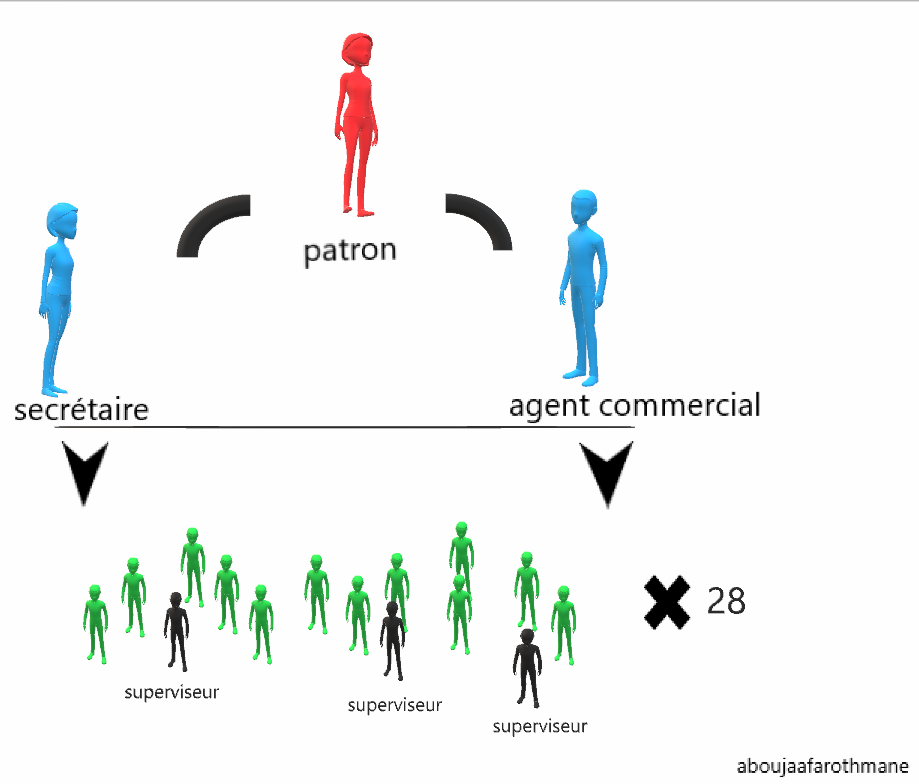 patron
secrétaire
agent commercial
28
superviseur
superviseur
superviseur
aboujaafarothmane